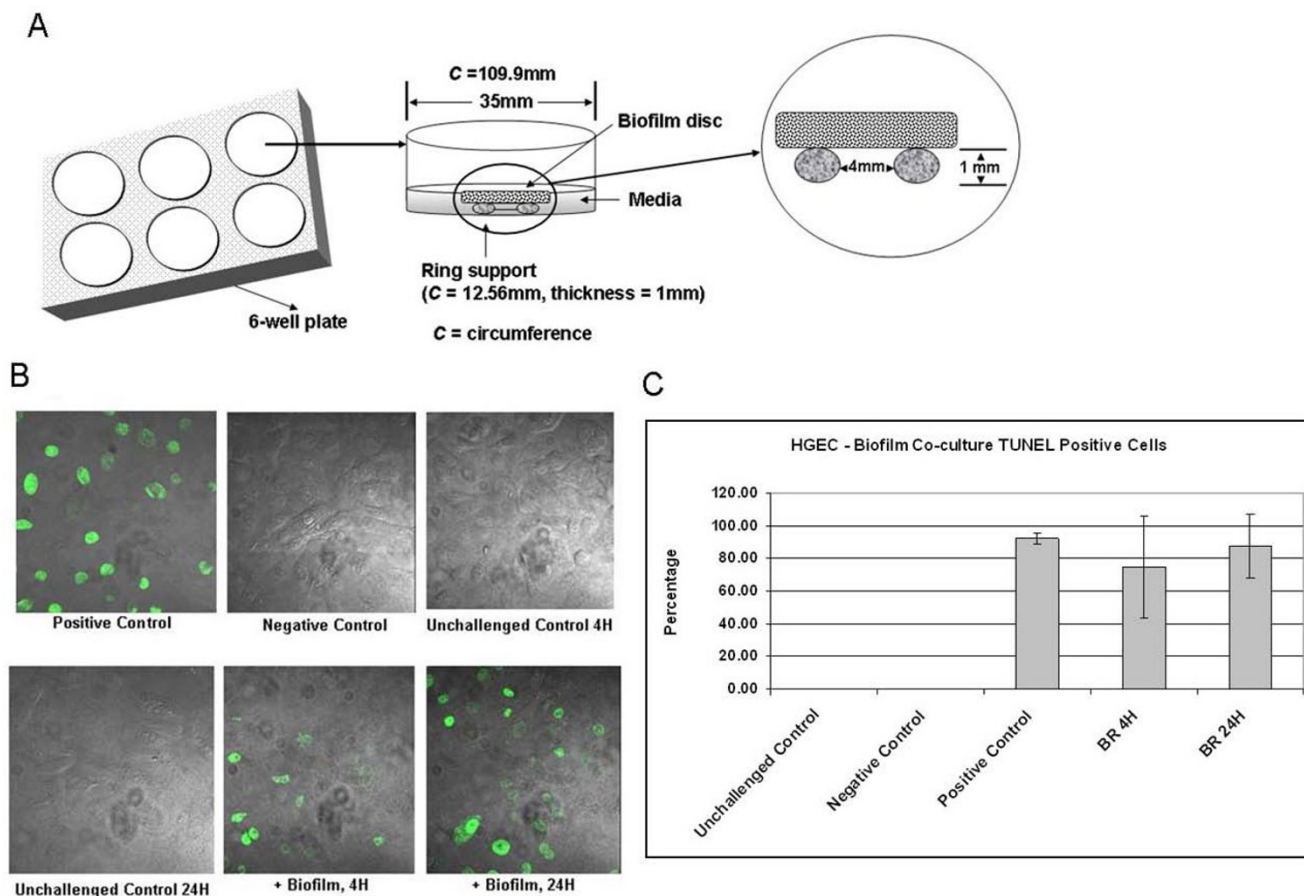 A
C =109.9mm
35mm
Biofilm disc
4mm
1 mm
Media
Ring support
(C = 12.56mm, thickness = 1mm)
6-well plate
C = circumference
B
Positive Control
Negative Control
Unchallenged Control 4H
Unchallenged Control 24H
+ Biofilm, 4H
+ Biofilm, 24H
C
HGEC - Biofilm Co-culture TUNEL Positive Cells
Percentage
120.00
100.00
80.00
60.00
40.00
20.00
0.00
Unchallenged Control
Negative Control
Positive Control
BR 4H
BR 24H